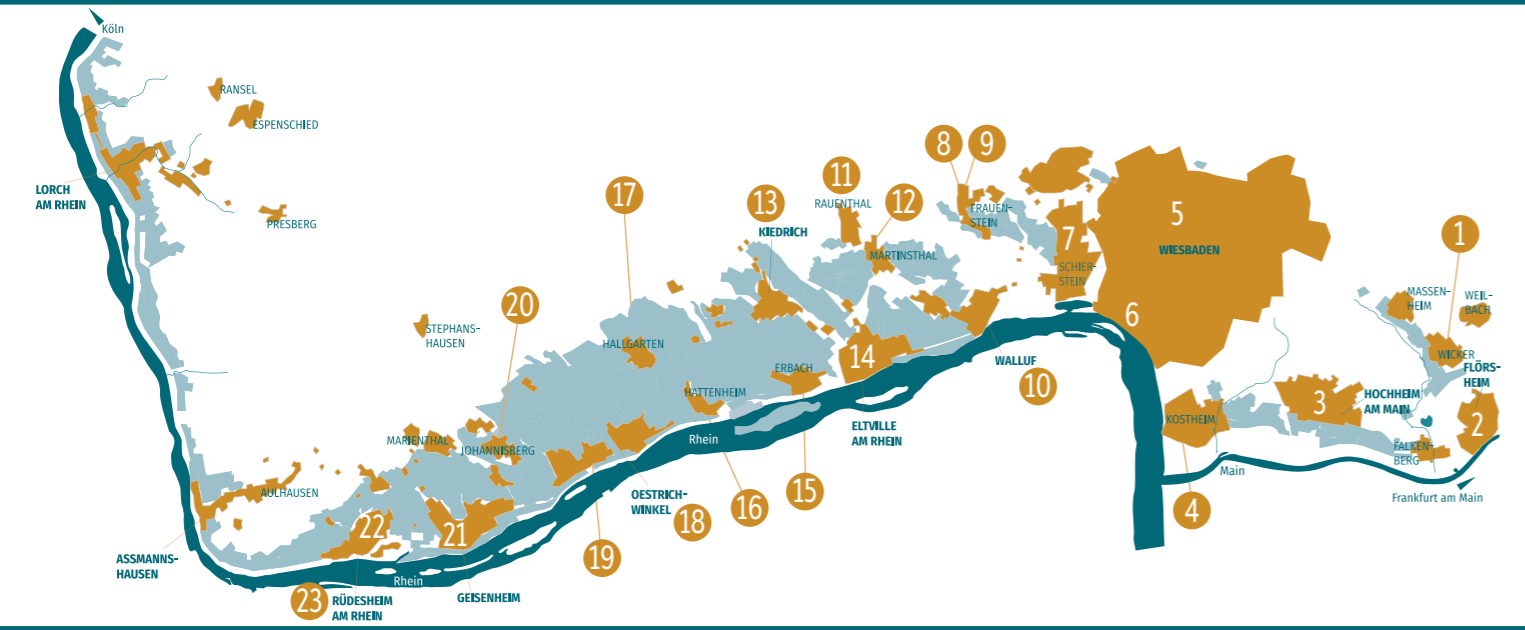 Köln
RANSEL
ESPENSCHIED
LORCH
AM RHEIN
PRESBERG
STEPHANS-
HAUSEN
MARIENTHAL
JOHANNISBERG
AULHAUSEN
ASSMANNS-
HAUSEN
23
RÜDESHEIM
AM RHEIN
22
Rhein
21
GEISENHEIM
20
19
OESTRICH-
WINKEL
18
17
HALLGARTEN
HATTENHEIM
Rhein
16
15
ERBACH
14
ELTVILLE
AM RHEIN
13
KIEDRICH
11
RAUENTHAL
12
MARTINSTHAL
8
9
FRAUEN-
STEIN
WALLUF
10
7
SCHIER-
STEIN
5
WIESBADEN
6
KOSTHEIM
4
Main
3
HOCHHEIM
AM MAIN
MASSEN-
HEIM
1
WEIL-
BACH
WICKER
FLÖRS-
HEIM
2
FALKEN-
BERG
Frankfurt am Main